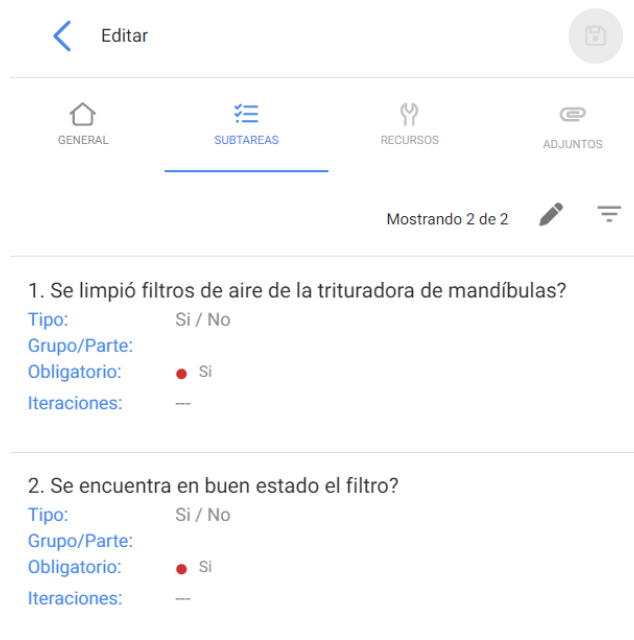 Editar
GENERAL SUBTAREAS RECURSOS ADJUNTOS
Mostrando 2 de 2
1. Se limpió filtros de aire de la trituradora de mandíbulas?
Tipo: Si / No
Grupo/Parte:
Obligatorio: Si
Iteraciones: ---
2. Se encuentra en buen estado el filtro?
Tipo: Si / No
Grupo/Parte:
Obligatorio: Si
Iteraciones: ---